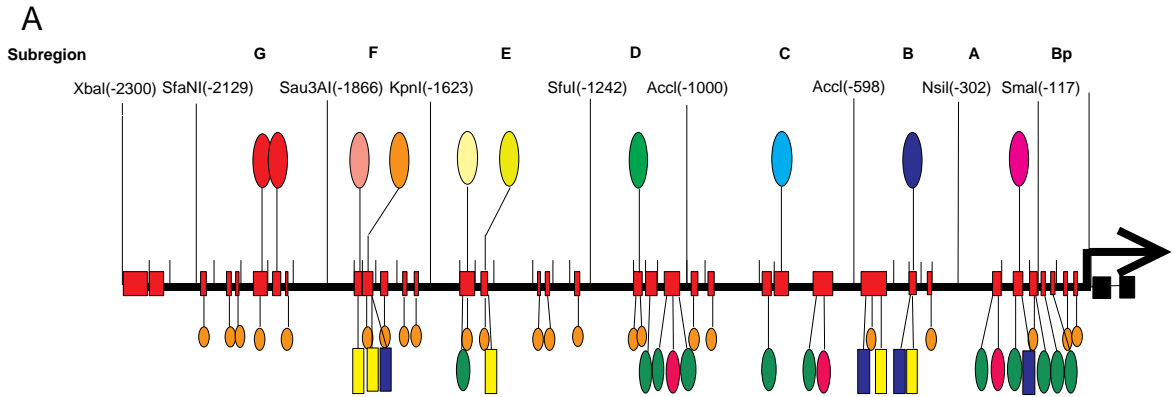 A
Subregion G F E D C B A Bp
XbaI(-2300) SfaNI(-2129) Sau3AI(-1866) KpnI(-1623) SfuI(-1242) AccI(-1000) AccI(-598) NsiI(-302) SmaI(-117)